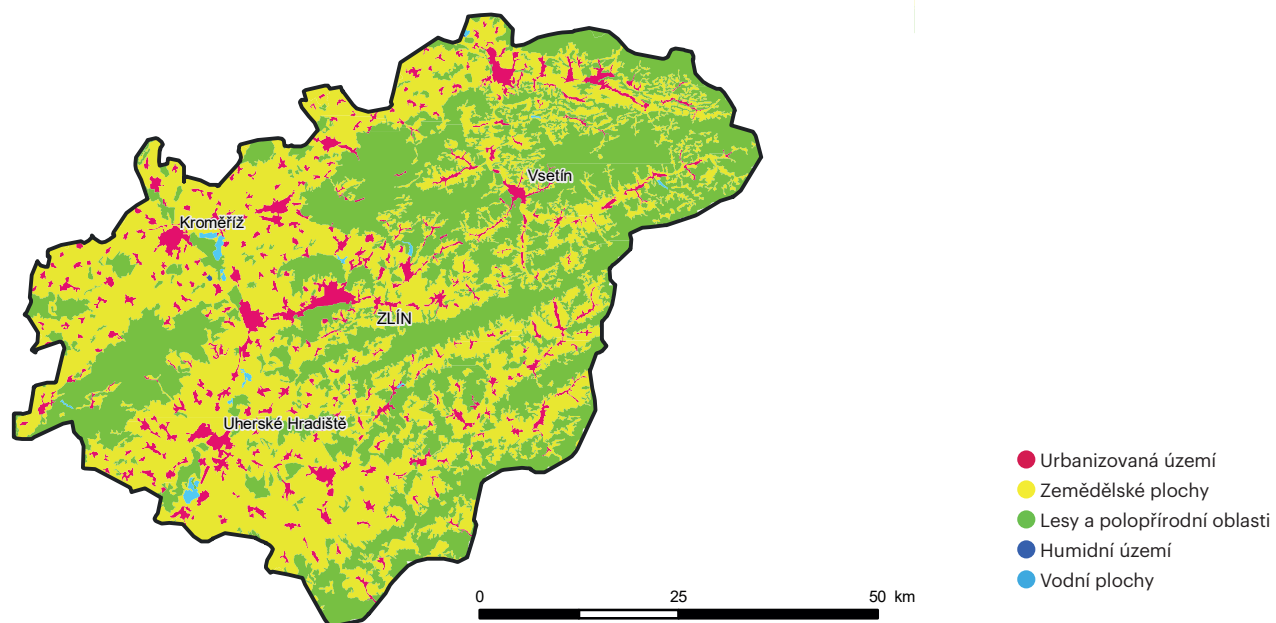 Vsetín
Kroměříž
ZLÍN
Uherské Hradiště
Urbanizovaná území
Zemědělské plochy
Lesy a polopřírodní oblasti
Humidní území
Vodní plochy
0 25 50 km